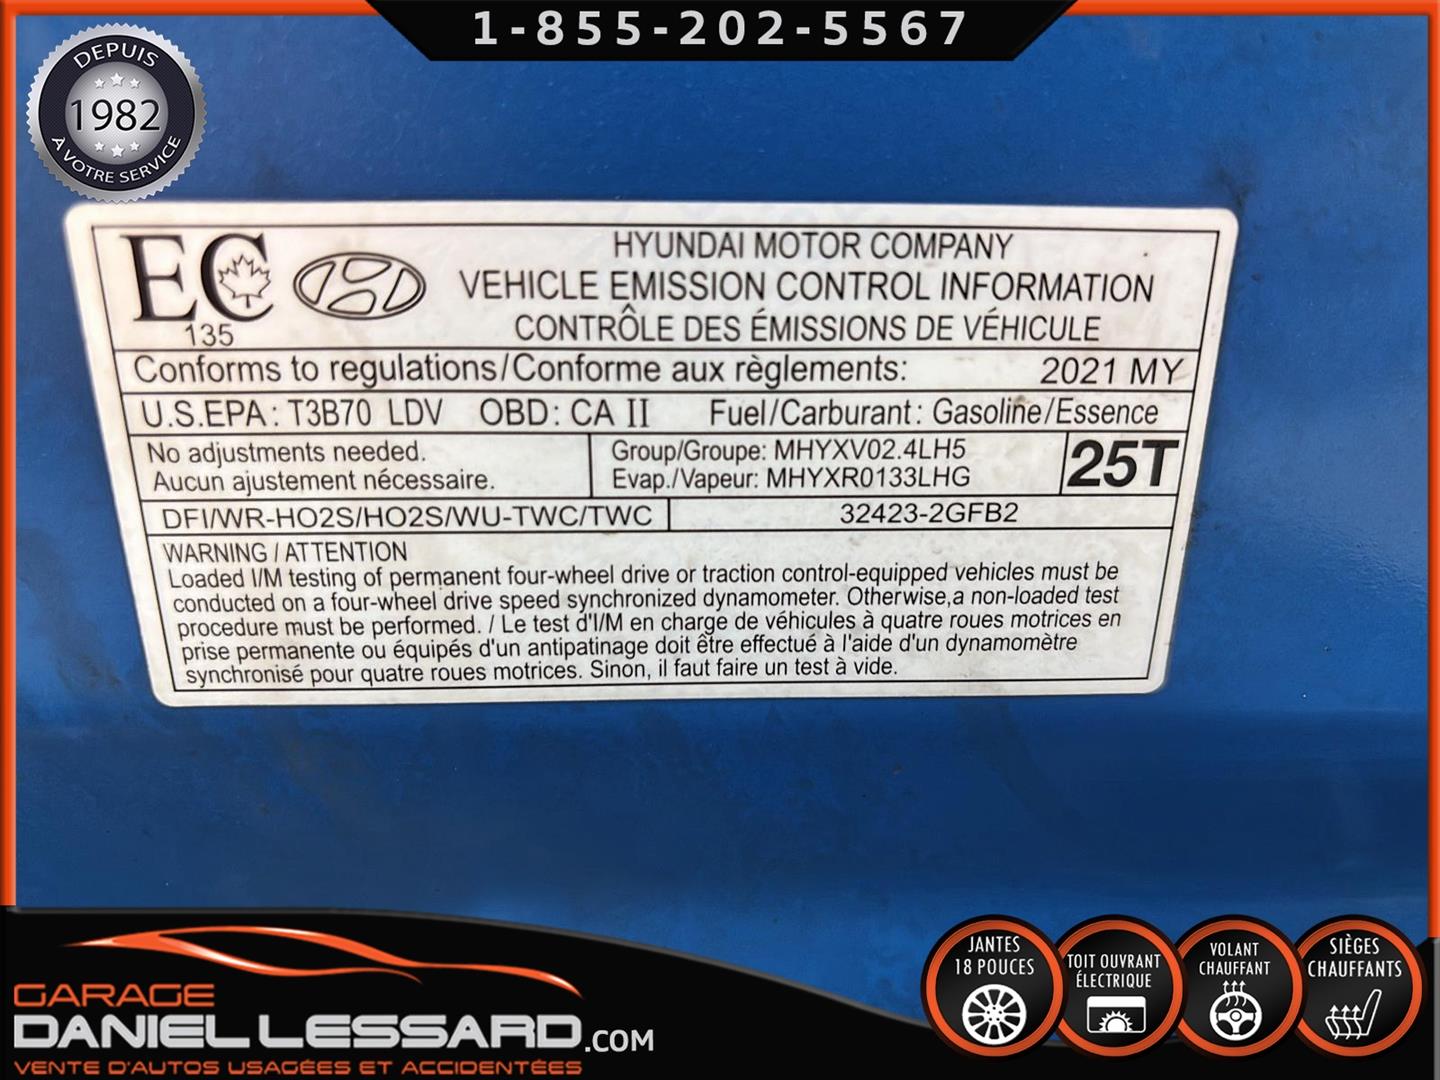 1-855-202-5567
DEPUIS
1982
À VOTRE SERVICE
EC
135
HYUNDAI MOTOR COMPANY
VEHICLE EMISSION CONTROL INFORMATION
CONTRÔLE DES ÉMISSIONS DE VÉHICULE
Conforms to regulations/Conforme aux règlements: 2021 MY
U.S.EPA: T3B70 LDV OBD: CA II Fuel/Carburant: Gasoline/Essence
No adjustments needed.
Aucun ajustement nécessaire.
Group/Groupe: MHYXV02.4LH5
Evap./Vapeur: MHYXR0133LHG
25T
DFI/WR-HO2S/HO2S/WU-TWC/TWC
32423-2GFB2
WARNING / ATTENTION
Loaded I/M testing of permanent four-wheel drive or traction control-equipped vehicles must be
conducted on a four-wheel drive speed synchronized dynamometer. Otherwise,a non-loaded test
procedure must be performed. / Le test d'I/M en charge de véhicules à quatre roues motrices en
prise permanente ou équipés d'un antipatinage doit être effectué à l'aide d'un dynamomètre
synchronisé pour quatre roues motrices. Sinon, il faut faire un test à vide.
GARAGE
DANIEL LESSARD.COM
VENTE D'AUTOS USAGÉES ET ACCIDENTÉES
JANTES
18 POUCES
TOIT OUVRANT
ÉLECTRIQUE
VOLANT
CHAUFFANT
SIÈGES
CHAUFFANTS